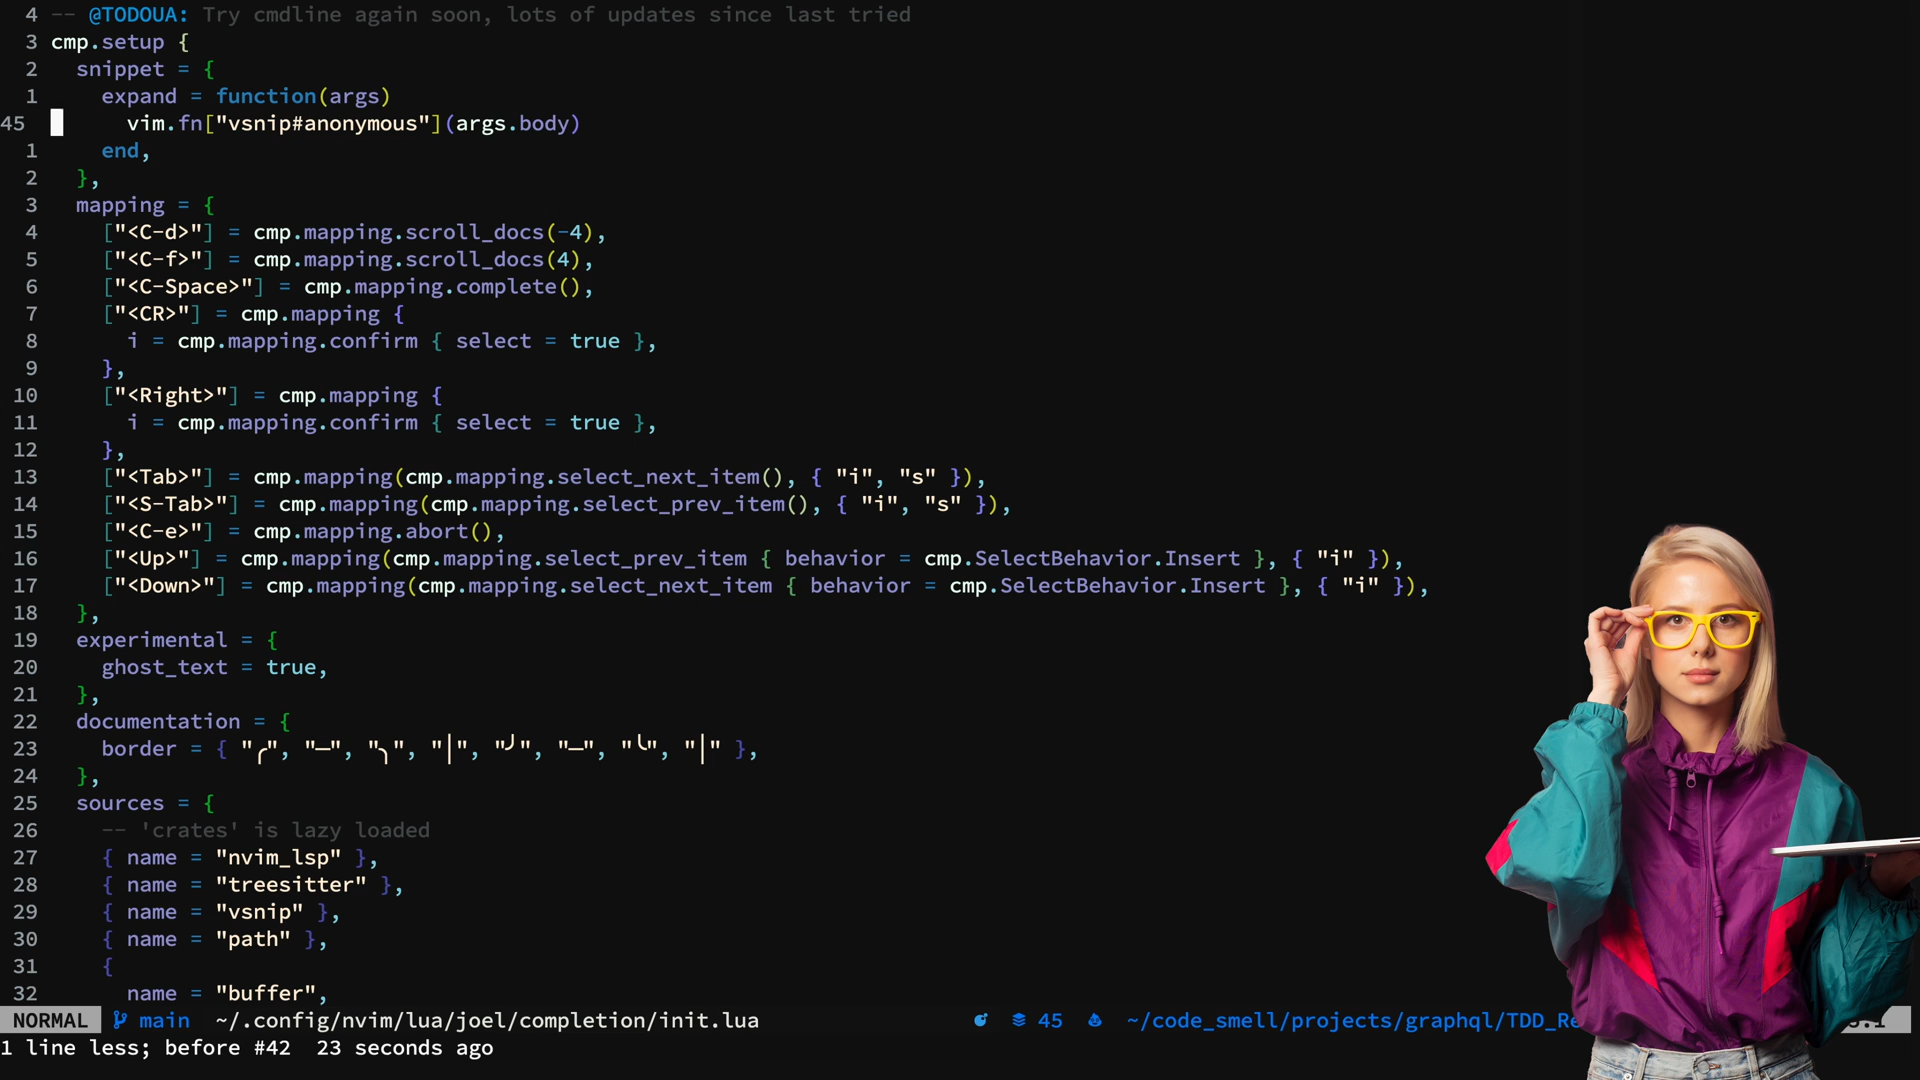 4 -- @TODOUA: Try cmdline again soon, lots of updates since last tried
3 cmp.setup {
2   snippet = {
1     expand = function(args)
45       vim.fn["vsnip#anonymous"](args.body)
1     end,
2   },
3   mapping = {
4     ["<C-d>"] = cmp.mapping.scroll_docs(-4),
5     ["<C-f>"] = cmp.mapping.scroll_docs(4),
6     ["<C-Space>"] = cmp.mapping.complete(),
7     ["<CR>"] = cmp.mapping {
8       i = cmp.mapping.confirm { select = true },
9     },
10     ["<Right>"] = cmp.mapping {
11       i = cmp.mapping.confirm { select = true },
12     },
13     ["<Tab>"] = cmp.mapping(cmp.mapping.select_next_item(), { "i", "s" }),
14     ["<S-Tab>"] = cmp.mapping(cmp.mapping.select_prev_item(), { "i", "s" }),
15     ["<C-e>"] = cmp.mapping.abort(),
16     ["<Up>"] = cmp.mapping(cmp.mapping.select_prev_item { behavior = cmp.SelectBehavior.Insert }, { "i" }),
17     ["<Down>"] = cmp.mapping(cmp.mapping.select_next_item { behavior = cmp.SelectBehavior.Insert }, { "i" }),
18   },
19   experimental = {
20     ghost_text = true,
21   },
22   documentation = {
23     border = { "╭", "─", "╮", "│", "╯", "─", "╰", "│" },
24   },
25   sources = {
26     -- 'crates' is lazy loaded
27     { name = "nvim_lsp" },
28     { name = "treesitter" },
29     { name = "vsnip" },
30     { name = "path" },
31     {
32       name = "buffer",
NORMAL main ~/.config/nvim/lua/joel/completion/init.lua 45 ~/code_smell/projects/graphql/TDD_Re
1 line less; before #42  23 seconds ago